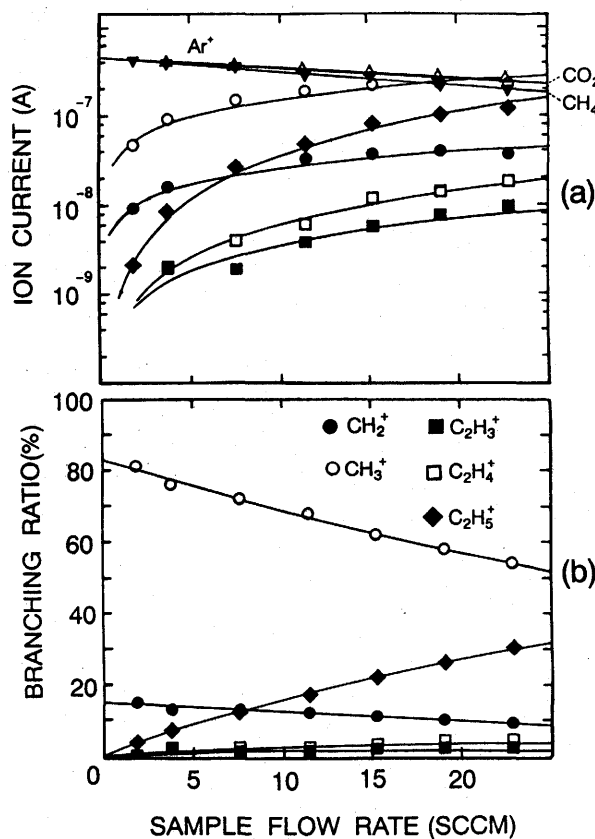 Ar⁺
CO₂
CH₄
10⁻⁷
10⁻⁸
10⁻⁹
ION CURRENT (A)
(a)
100
80
60
40
20
0
BRANCHING RATIO(%)
CH₂⁺
C₂H₃⁺
CH₃⁺
C₂H₄⁺
C₂H₅⁺
(b)
5 10 15 20
SAMPLE FLOW RATE (SCCM)